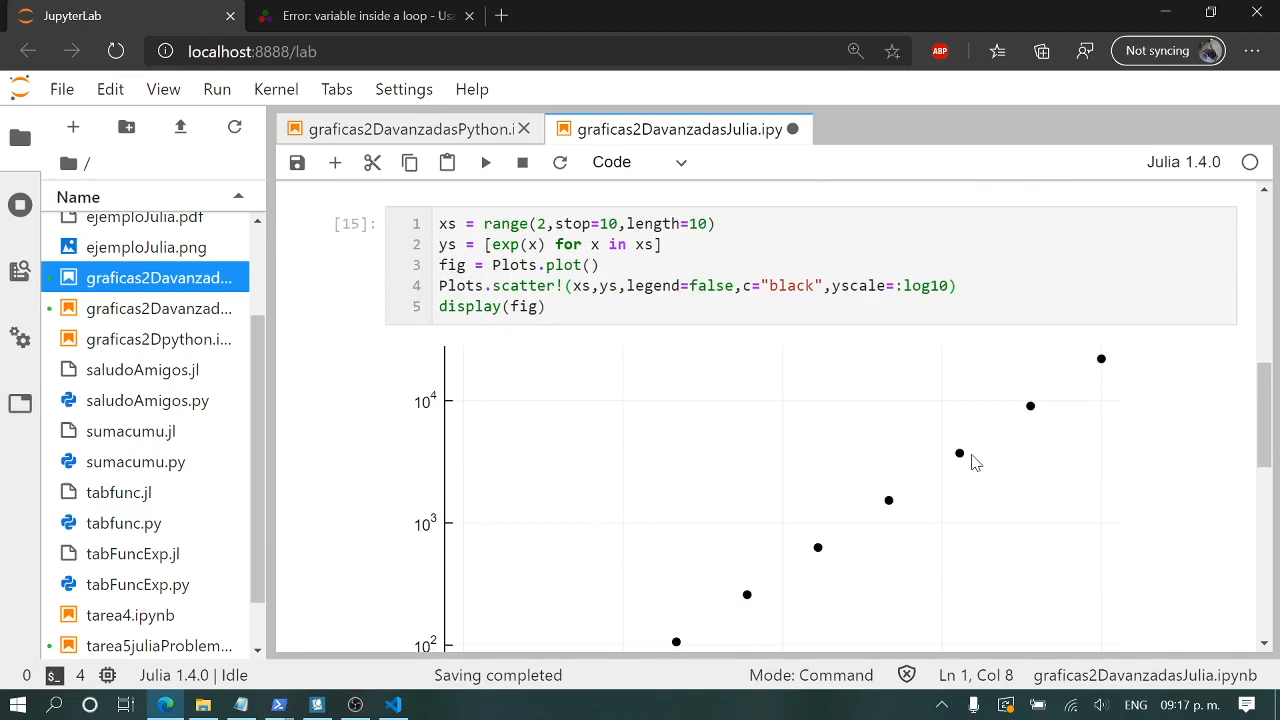 JupyterLab
Error: variable inside a loop - Usa
localhost:8888/lab
ABP
Not syncing
File Edit View Run Kernel Tabs Settings Help
graficas2DavanzadasPython.i
graficas2DavanzadasJulia.ipy
/
Code
Julia 1.4.0
Name
ejemploJulia.pdf
ejemploJulia.png
graficas2Davanzad...
graficas2Davanzad...
graficas2Dpython.i...
saludoAmigos.jl
saludoAmigos.py
sumacumu.jl
sumacumu.py
tabfunc.jl
tabfunc.py
tabFuncExp.jl
tabFuncExp.py
tarea4.ipynb
tarea5juliaProblem...
[15]:
1 xs = range(2,stop=10,length=10)
2 ys = [exp(x) for x in xs]
3 fig = Plots.plot()
4 Plots.scatter!(xs,ys,legend=false,c="black",yscale=:log10)
5 display(fig)
10⁴
10³
10²
0 4 Julia 1.4.0 | Idle Saving completed Mode: Command Ln 1, Col 8 graficas2DavanzadasJulia.ipynb
ENG 09:17 p. m.